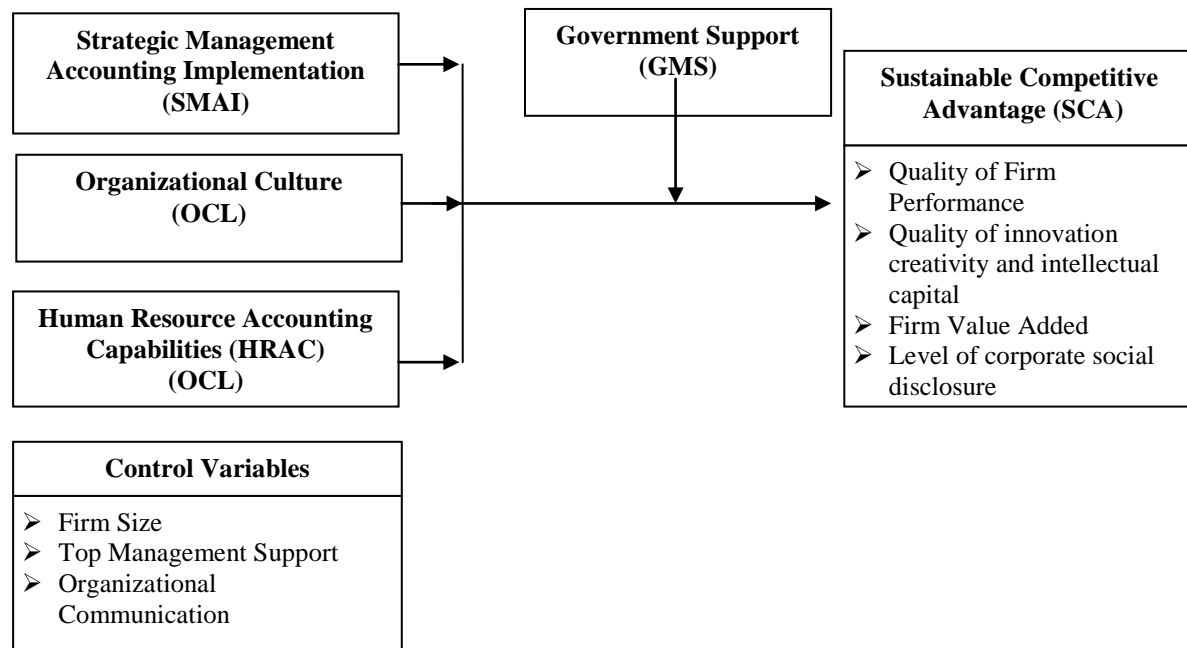 Strategic Management
Accounting Implementation
(SMAI)
Government Support
(GMS)
Sustainable Competitive
Advantage (SCA)
➢ Quality of Firm
Performance
➢ Quality of innovation
creativity and intellectual
capital
➢ Firm Value Added
➢ Level of corporate social
disclosure
Organizational Culture
(OCL)
Human Resource Accounting
Capabilities (HRAC)
(OCL)
Control Variables
➢ Firm Size
➢ Top Management Support
➢ Organizational
Communication